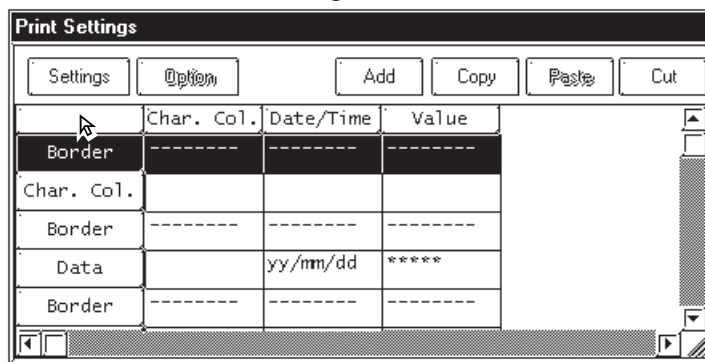 Print Settings
Settings Option Add Copy Paste Cut
Char. Col. Date/Time Value
Border -------- -------- --------
Char. Col.
Border -------- -------- --------
Data yy/mm/dd *****
Border -------- -------- --------